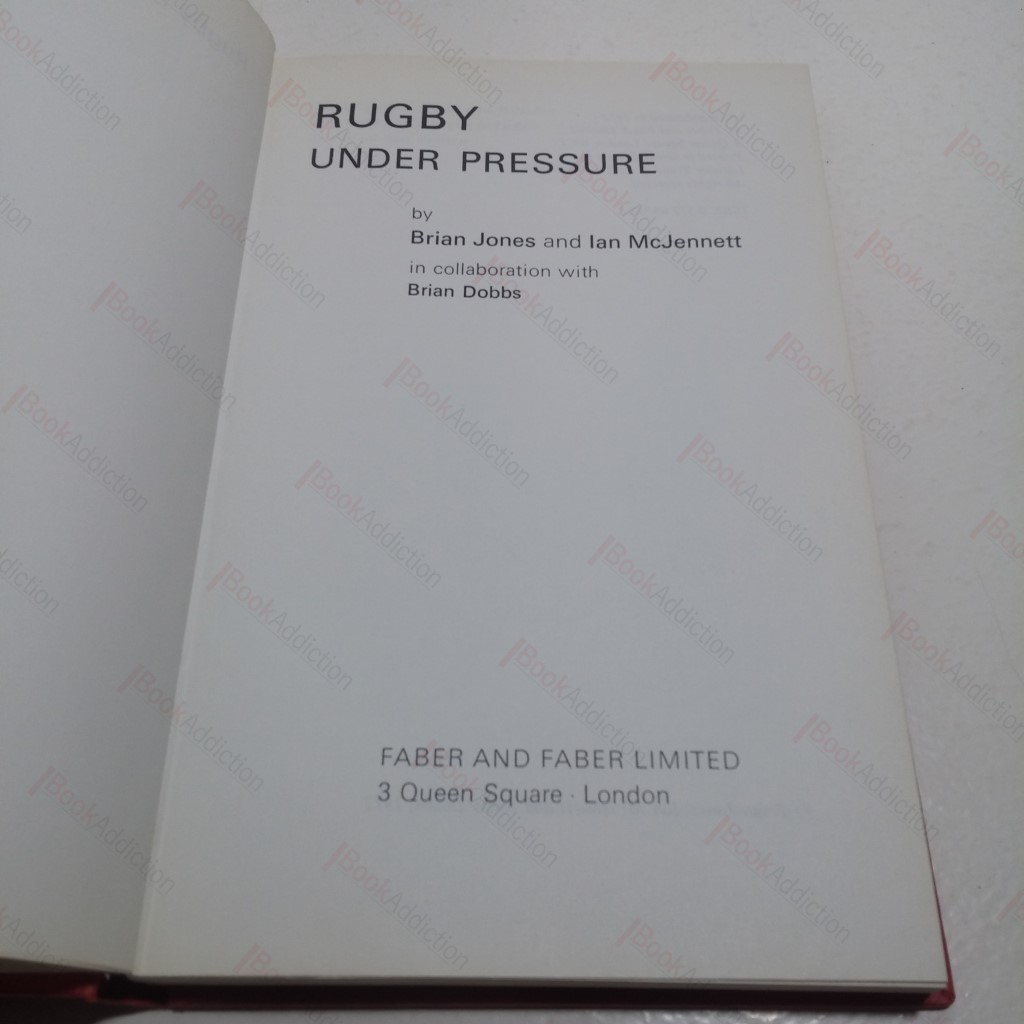 RUGBY
UNDER PRESSURE
by
Brian Jones and Ian McJennett
in collaboration with
Brian Dobbs
FABER AND FABER LIMITED
3 Queen Square · London
BookAddiction